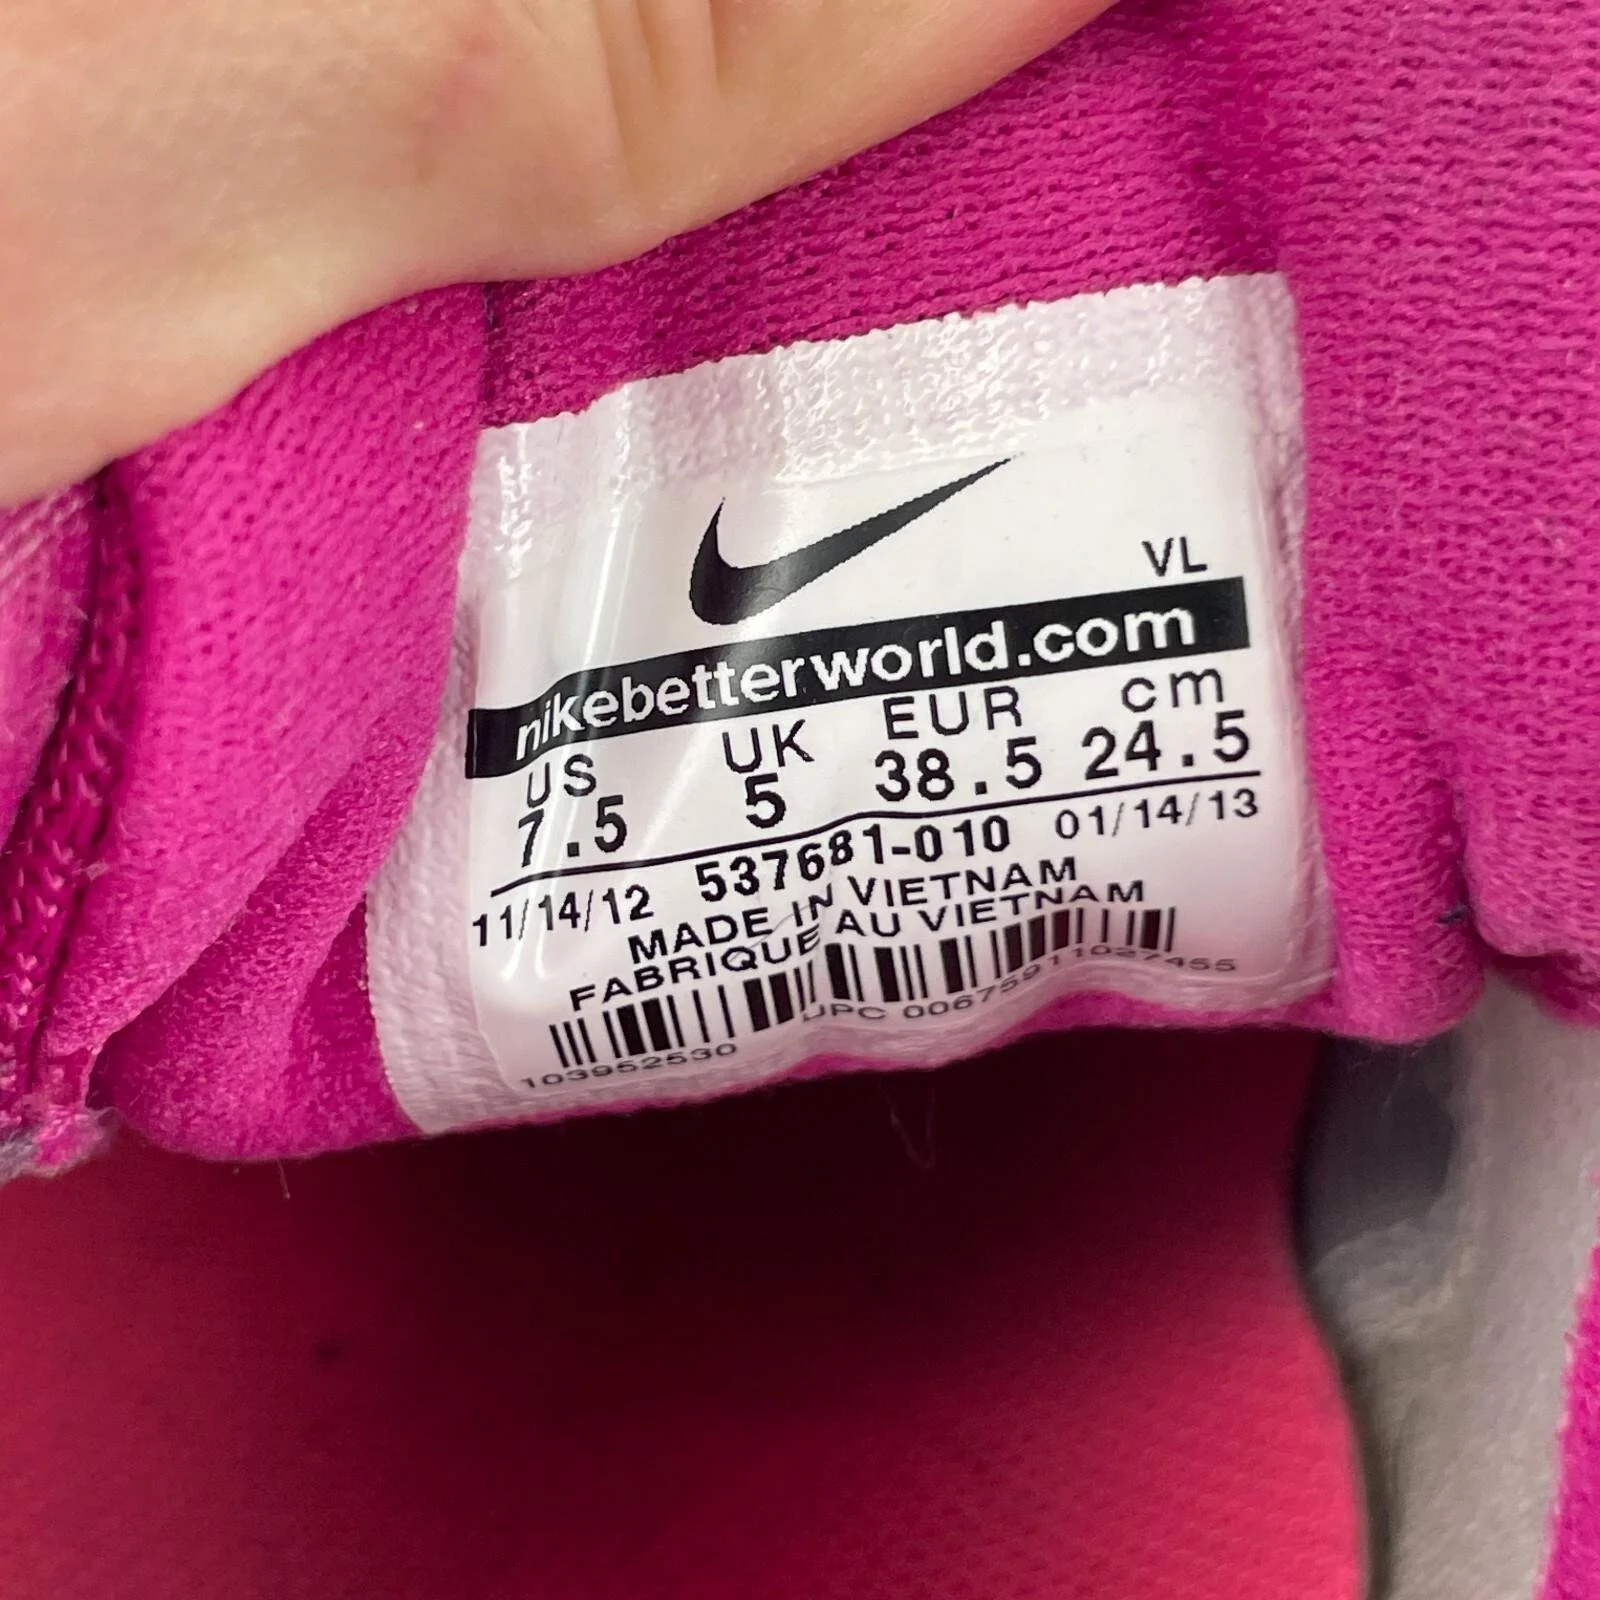 VL
nikebetterworld.com
US UK EUR cm
7.5 5 38.5 24.5
11/14/12 537681-010 01/14/13
MADE IN VIETNAM
FABRIQUE AU VIETNAM
103952530 UPC 00675911027455